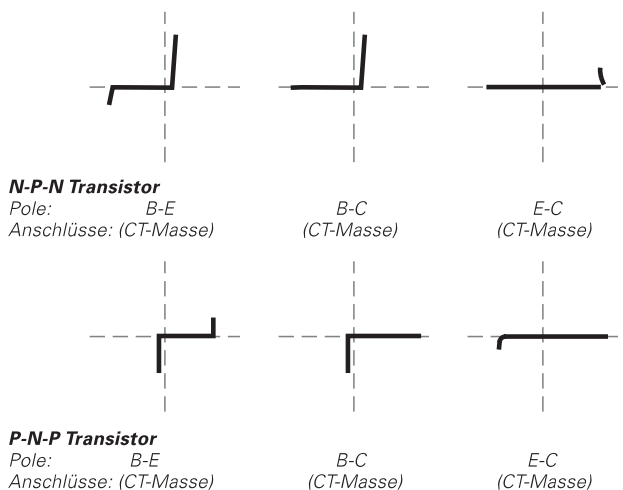 N-P-N Transistor
Pole: B-E B-C E-C
Anschlüsse: (CT-Masse) (CT-Masse) (CT-Masse)
P-N-P Transistor
Pole: B-E B-C E-C
Anschlüsse: (CT-Masse) (CT-Masse) (CT-Masse)